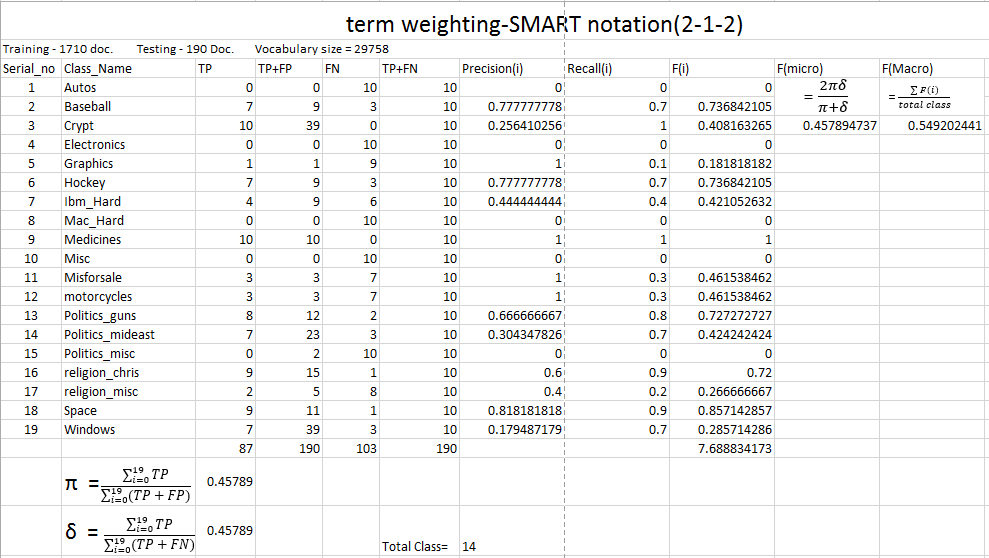 term weighting-SMART notation(2-1-2)
Training - 1710 doc. Testing - 190 Doc. Vocabulary size = 29758
Serial_no Class_Name TP TP+FP FN TP+FN Precision(i) Recall(i) F(i) F(micro) F(Macro)
1 Autos 0 0 10 10 0 0 0 = 2πδ / π+δ = ∑ F(i) / total class
2 Baseball 7 9 3 10 0.777777778 0.7 0.736842105
3 Crypt 10 39 0 10 0.256410256 1 0.408163265 0.457894737 0.549202441
4 Electronics 0 0 10 10 0 0 0
5 Graphics 1 1 9 10 1 0.1 0.181818182
6 Hockey 7 9 3 10 0.777777778 0.7 0.736842105
7 Ibm_Hard 4 9 6 10 0.444444444 0.4 0.421052632
8 Mac_Hard 0 0 10 10 0 0 0
9 Medicines 10 10 0 10 1 1 1
10 Misc 0 0 10 10 0 0 0
11 Misforsale 3 3 7 10 1 0.3 0.461538462
12 motorcycles 3 3 7 10 1 0.3 0.461538462
13 Politics_guns 8 12 2 10 0.666666667 0.8 0.727272727
14 Politics_mideast 7 23 3 10 0.304347826 0.7 0.424242424
15 Politics_misc 0 2 10 10 0 0 0
16 religion_chris 9 15 1 10 0.6 0.9 0.72
17 religion_misc 2 5 8 10 0.4 0.2 0.266666667
18 Space 9 11 1 10 0.818181818 0.9 0.857142857
19 Windows 7 39 3 10 0.179487179 0.7 0.285714286
87 190 103 190 7.688834173
π = ∑_{i=0}^{19} TP / ∑_{i=0}^{19} (TP + FP) 0.45789
δ = ∑_{i=0}^{19} TP / ∑_{i=0}^{19} (TP + FN) 0.45789
Total Class= 14